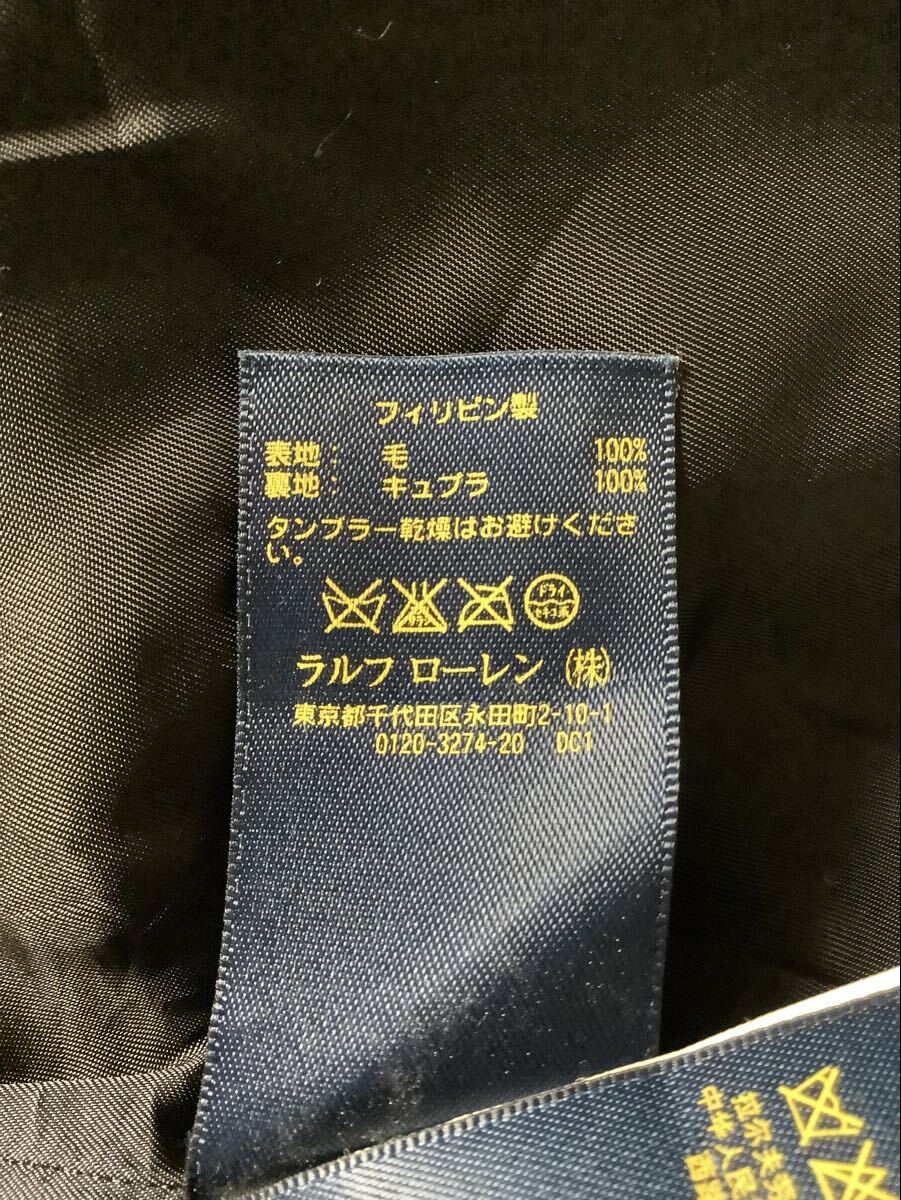 フィリピン製
表地： 毛 100%
裏地： キュプラ 100%
タンブラー乾燥はお避けくださ
い。
ドライ
ラルフ ローレン （株）
東京都千代田区永田町2-10-1
0120-3274-20 DC1